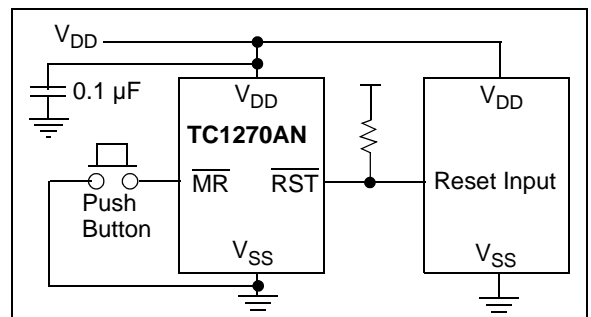 VDD
0.1 µF
VDD
VDD
TC1270AN
MR
RST
Reset Input
Push
Button
VSS
VSS